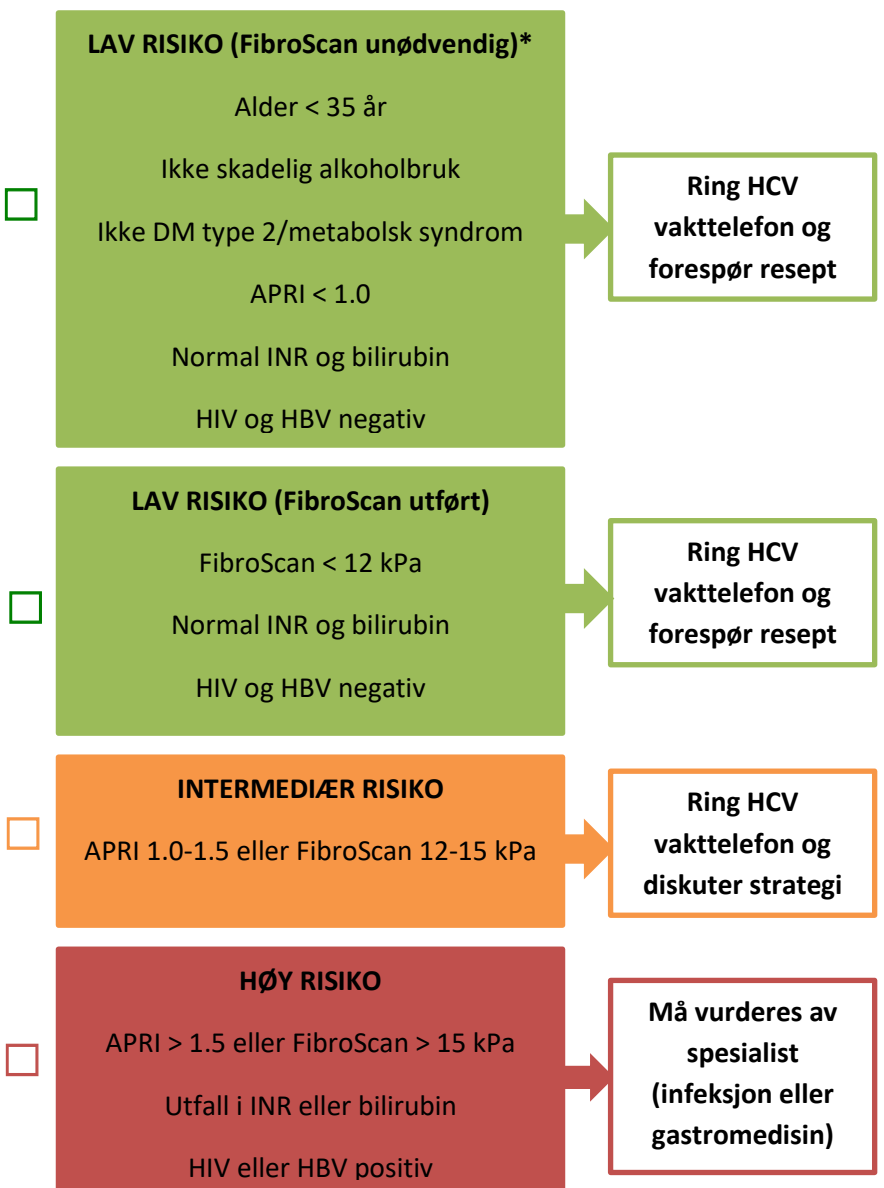 LAV RISIKO (FibroScan unødvendig)*
Alder < 35 år
Ikke skadelig alkoholbruk
Ikke DM type 2/metabolsk syndrom
APRI < 1.0
Normal INR og bilirubin
HIV og HBV negativ
Ring HCV
vakttelefon og
forespør resept
LAV RISIKO (FibroScan utført)
FibroScan < 12 kPa
Normal INR og bilirubin
HIV og HBV negativ
Ring HCV
vakttelefon og
forespør resept
INTERMEDIÆR RISIKO
APRI 1.0-1.5 eller FibroScan 12-15 kPa
Ring HCV
vakttelefon og
diskuter strategi
HØY RISIKO
APRI > 1.5 eller FibroScan > 15 kPa
Utfall i INR eller bilirubin
HIV eller HBV positiv
Må vurderes av
spesialist
(infeksjon eller
gastromedisin)